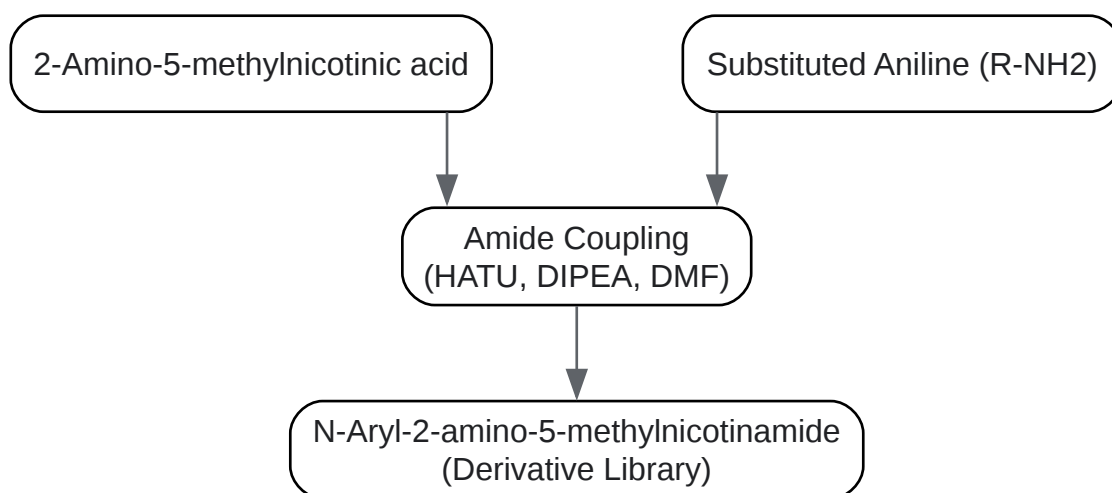 2-Amino-5-methylnicotinic acid
Substituted Aniline (R-NH2)
Amide Coupling
(HATU, DIPEA, DMF)
N-Aryl-2-amino-5-methylnicotinamide
(Derivative Library)